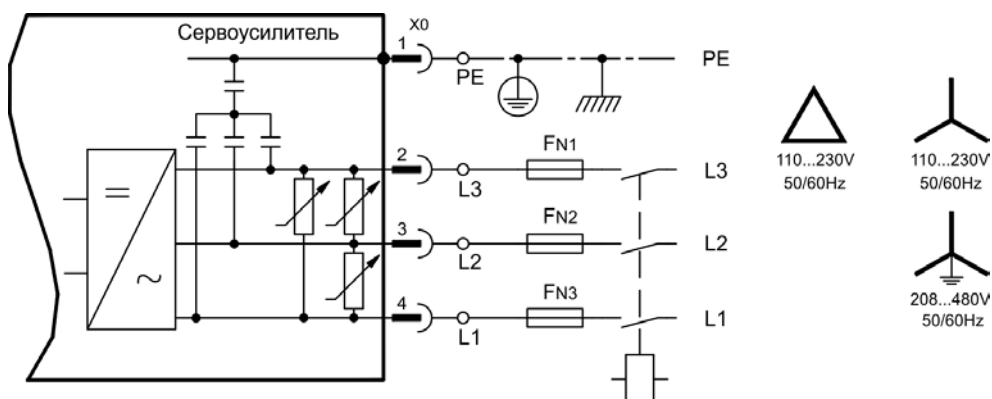 Сервоусилитель
X0
1
PE
PE
2
L3
FN1
L3
3
L2
FN2
L2
4
L1
FN3
L1
110...230V
50/60Hz
110...230V
50/60Hz
208...480V
50/60Hz